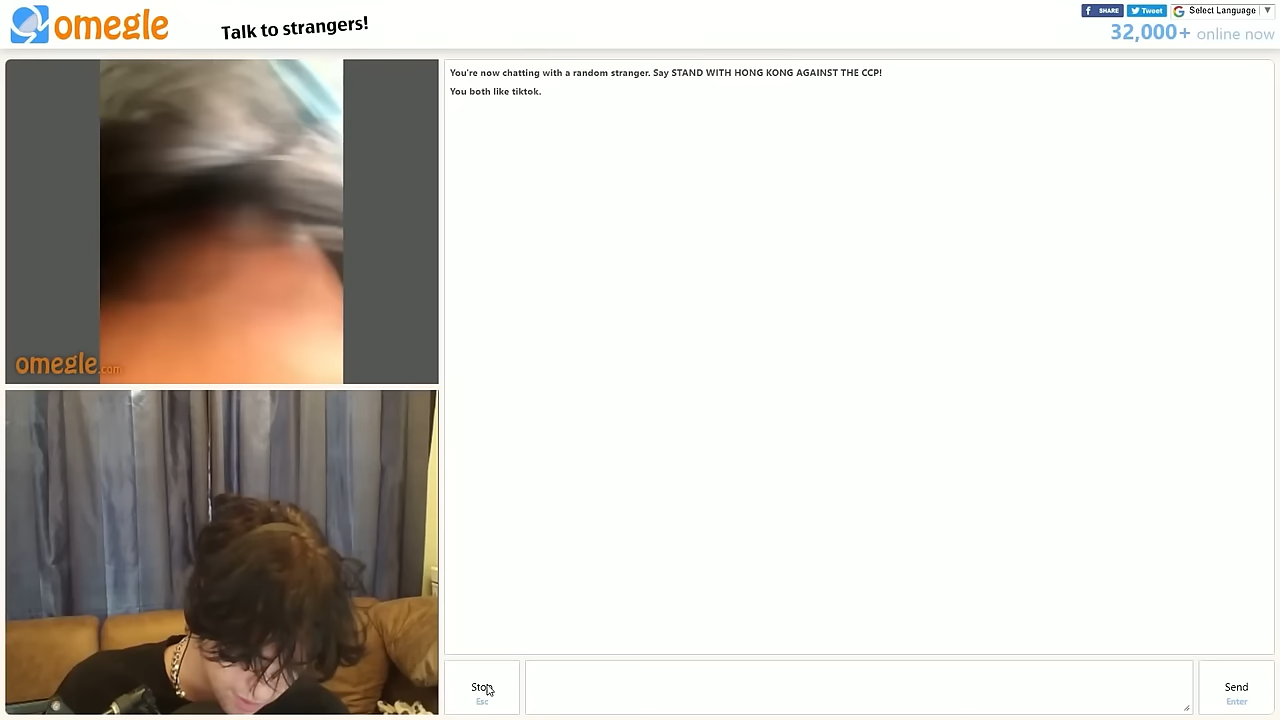 omegle
Talk to strangers!
SHARE
Tweet
Select Language ▼
32,000+ online now
You're now chatting with a random stranger. Say STAND WITH HONG KONG AGAINST THE CCP!
You both like tiktok.
omegle.com
Stop
Esc
Send
Enter